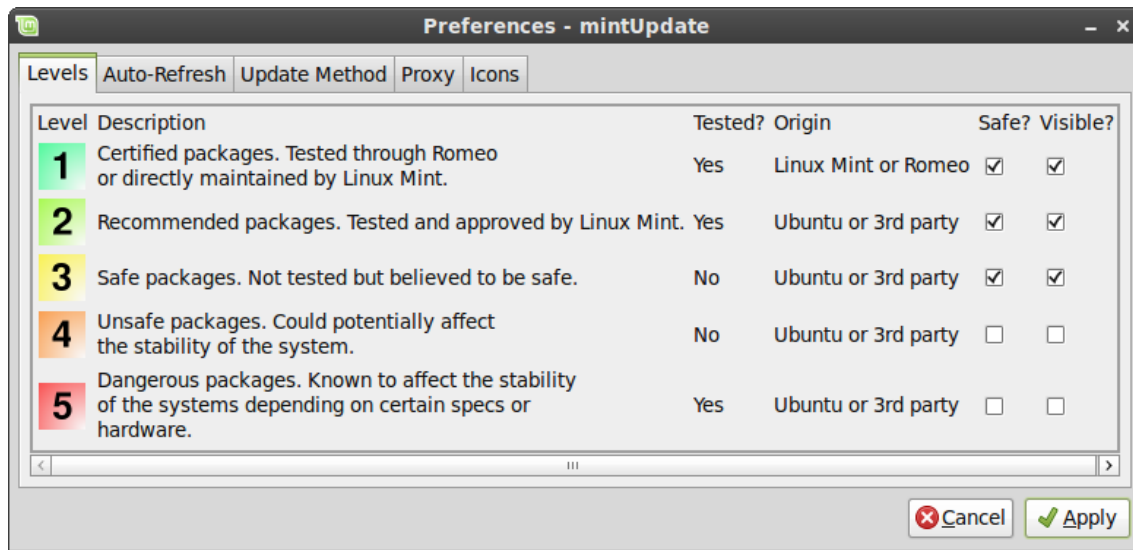 Preferences - mintUpdate
Levels Auto-Refresh Update Method Proxy Icons
Level Description Tested? Origin Safe? Visible?
1 Certified packages. Tested through Romeo
or directly maintained by Linux Mint. Yes Linux Mint or Romeo
2 Recommended packages. Tested and approved by Linux Mint. Yes Ubuntu or 3rd party
3 Safe packages. Not tested but believed to be safe. No Ubuntu or 3rd party
4 Unsafe packages. Could potentially affect
the stability of the system. No Ubuntu or 3rd party
5 Dangerous packages. Known to affect the stability
of the systems depending on certain specs or
hardware. Yes Ubuntu or 3rd party
Cancel Apply